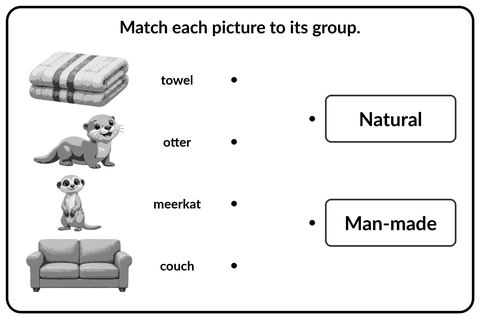 Match each picture to its group.
towel
otter
meerkat
couch
Natural
Man-made